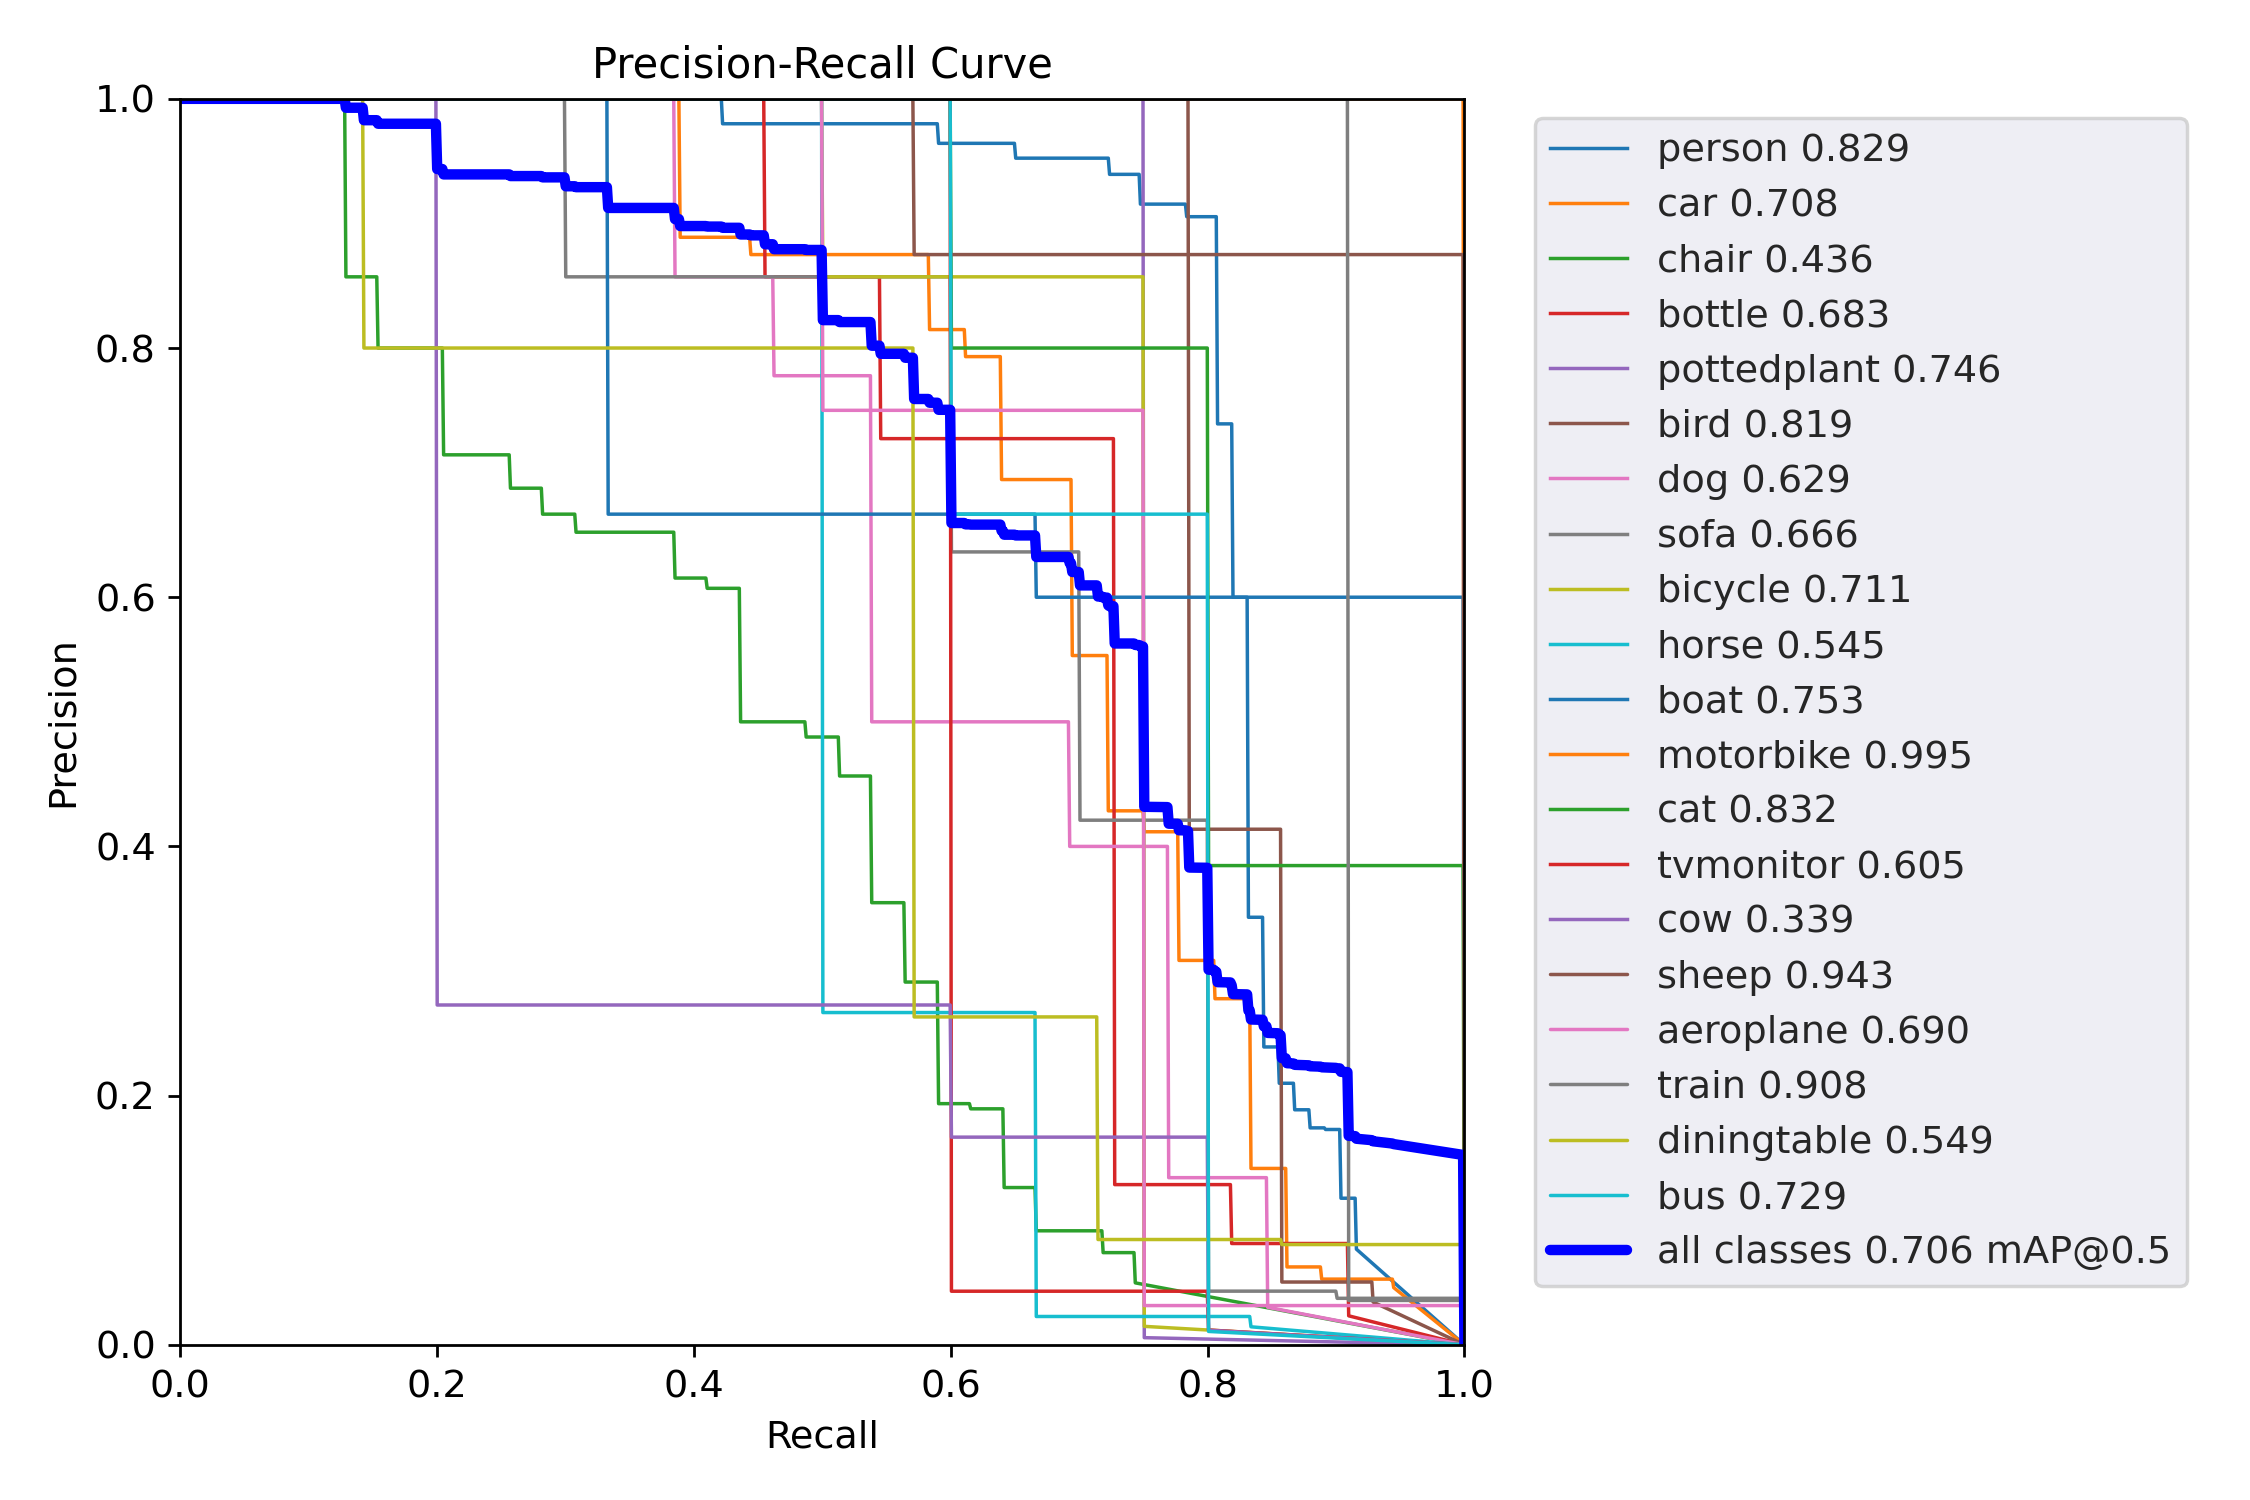 Precision-Recall Curve
1.0
0.8
0.6
0.4
0.2
0.0
Precision
0.0 0.2 0.4 0.6 0.8 1.0
Recall
person 0.829
car 0.708
chair 0.436
bottle 0.683
pottedplant 0.746
bird 0.819
dog 0.629
sofa 0.666
bicycle 0.711
horse 0.545
boat 0.753
motorbike 0.995
cat 0.832
tvmonitor 0.605
cow 0.339
sheep 0.943
aeroplane 0.690
train 0.908
diningtable 0.549
bus 0.729
all classes 0.706 mAP@0.5